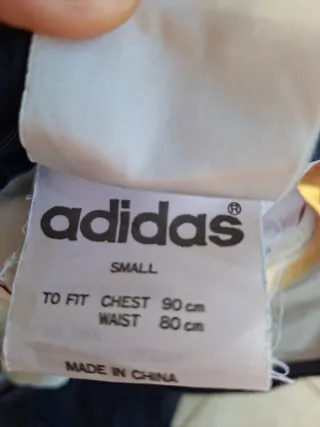 adidas®
SMALL
TO FIT CHEST 90 cm
WAIST 80 cm
MADE IN CHINA